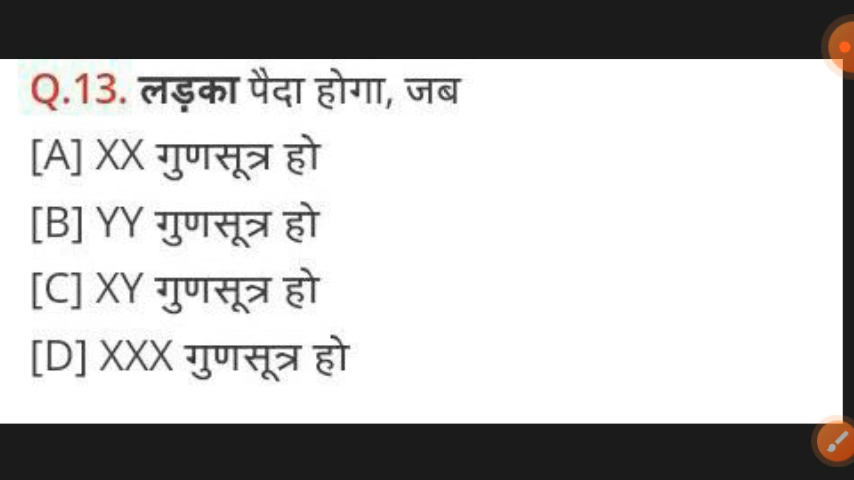 Q.13. लड़का पैदा होगा, जब
[A] XX गुणसूत्र हो
[B] YY गुणसूत्र हो
[C] XY गुणसूत्र हो
[D] XXX गुणसूत्र हो